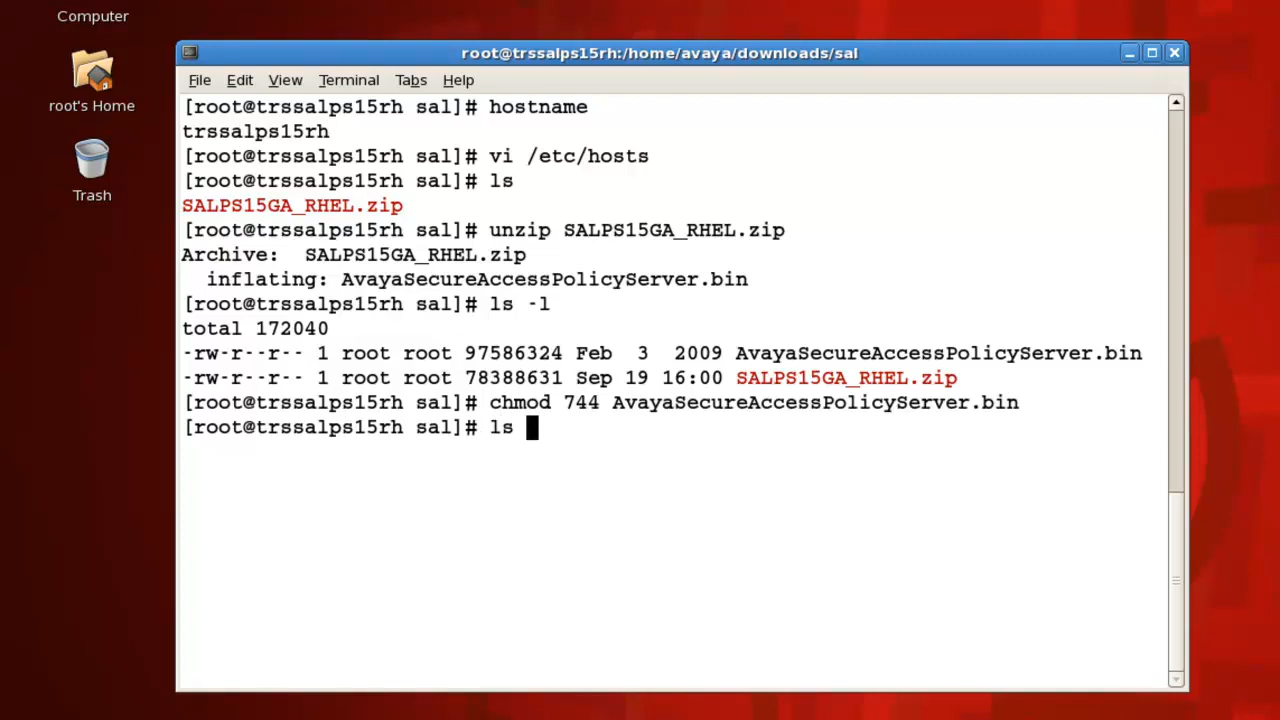 Computer
root's Home
Trash
root@trssalps15rh:/home/avaya/downloads/sal
File Edit View Terminal Tabs Help
[root@trssalps15rh sal]# hostname
trssalps15rh
[root@trssalps15rh sal]# vi /etc/hosts
[root@trssalps15rh sal]# ls
SALPS15GA_RHEL.zip
[root@trssalps15rh sal]# unzip SALPS15GA_RHEL.zip
Archive:  SALPS15GA_RHEL.zip
  inflating: AvayaSecureAccessPolicyServer.bin
[root@trssalps15rh sal]# ls -l
total 172040
-rw-r--r-- 1 root root 97586324 Feb  3  2009 AvayaSecureAccessPolicyServer.bin
-rw-r--r-- 1 root root 78388631 Sep 19 16:00 SALPS15GA_RHEL.zip
[root@trssalps15rh sal]# chmod 744 AvayaSecureAccessPolicyServer.bin
[root@trssalps15rh sal]# ls